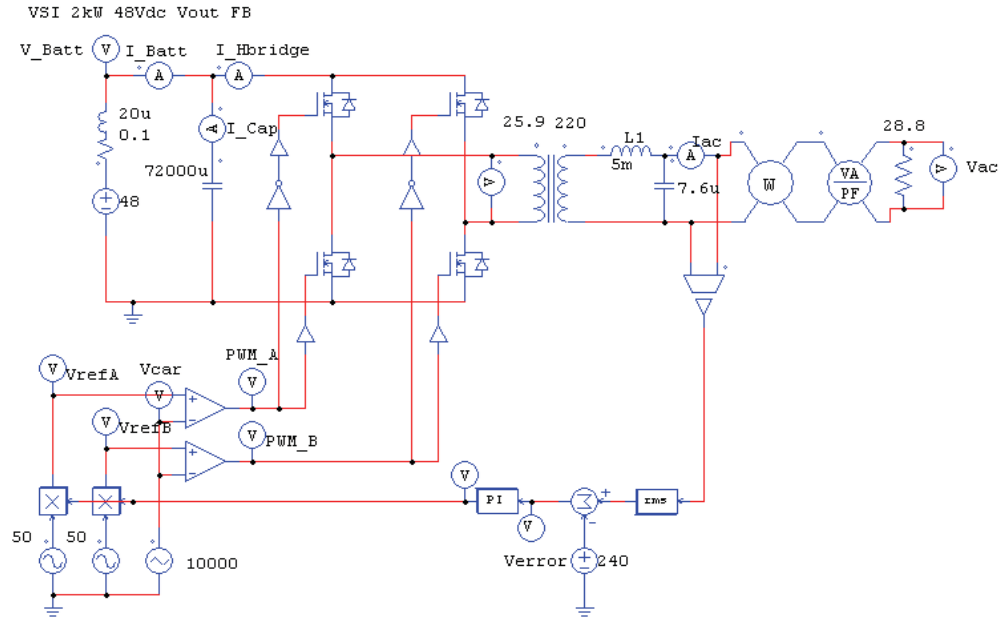 VSI 2kW 48Vdc Vout FB
V_Batt V I_Batt I_Hbridge
A A
20u
0.1
A I_Cap
72000u
48
25.9 220
V
L1
5m
Iac
A
7.6u
W
VA
PF
28.8
V Vac
PWM_A
V
V VrefA
Vcar
V
V VrefB
V PWM_B
+
-
+
-
V
PI
V
Σ
+
-
rms
50 50
10000
Verror 240